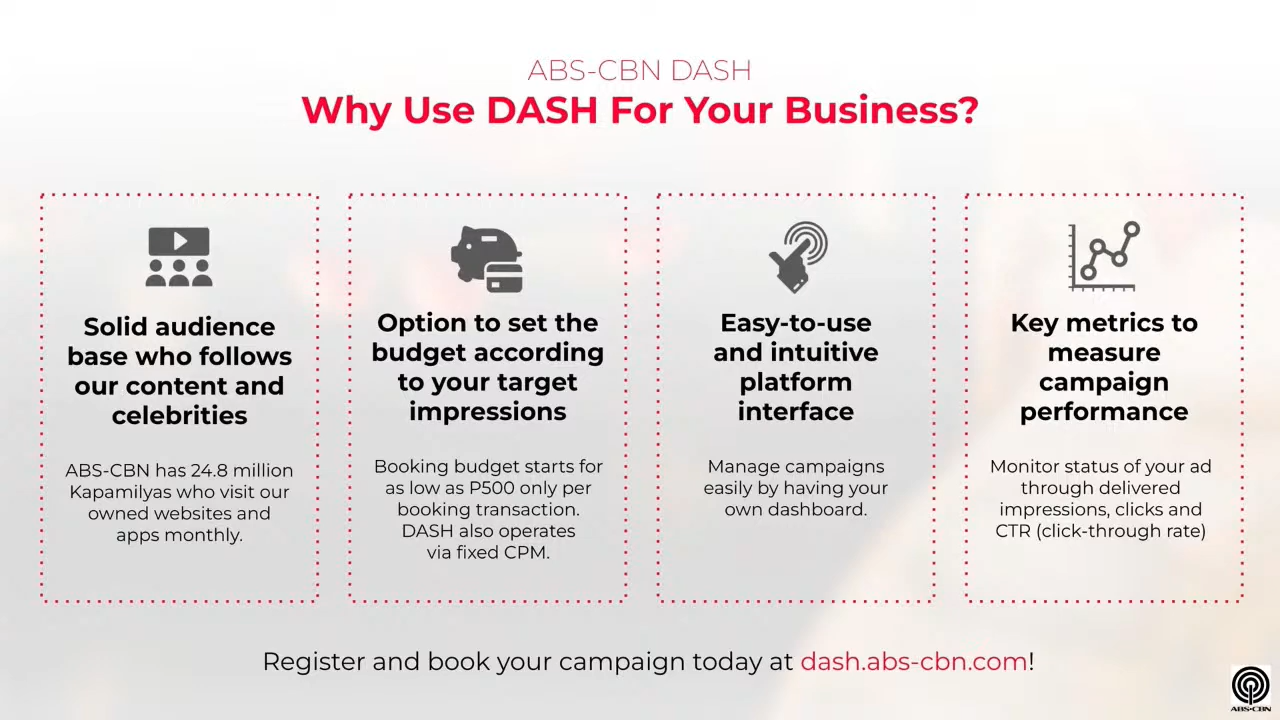 ABS-CBN DASH
Why Use DASH For Your Business?
Solid audience
base who follows
our content and
celebrities
ABS-CBN has 24.8 million
Kapamilyas who visit our
owned websites and
apps monthly.
Option to set the
budget according
to your target
impressions
Booking budget starts for
as low as P500 only per
booking transaction.
DASH also operates
via fixed CPM.
Easy-to-use
and intuitive
platform
interface
Manage campaigns
easily by having your
own dashboard.
Key metrics to
measure
campaign
performance
Monitor status of your ad
through delivered
impressions, clicks and
CTR (click-through rate)
Register and book your campaign today at dash.abs-cbn.com!
ABS-CBN